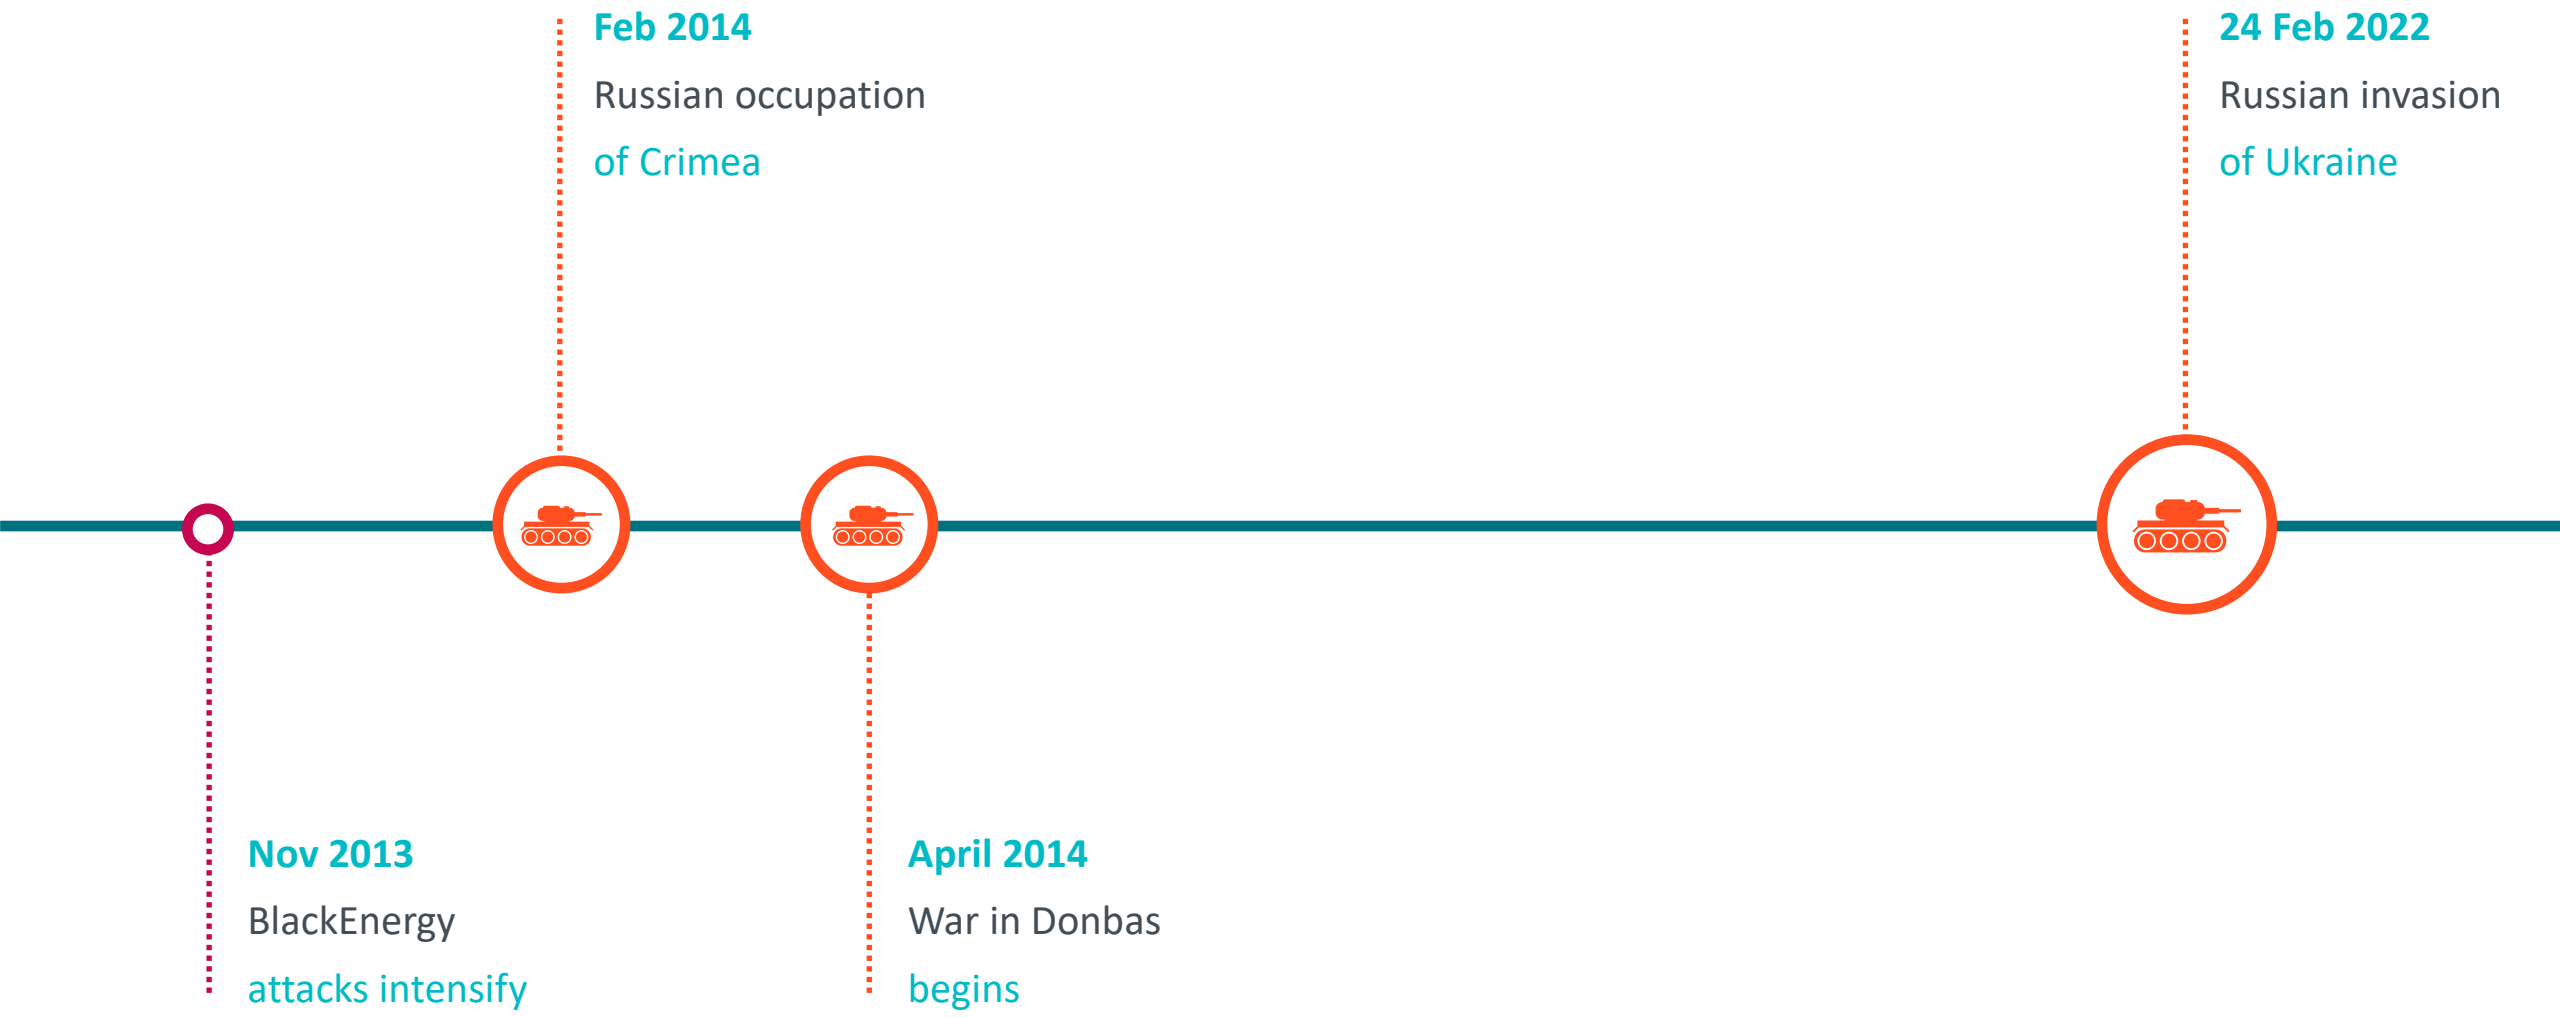 Feb 2014
Russian occupation
of Crimea
24 Feb 2022
Russian invasion
of Ukraine
Nov 2013
BlackEnergy
attacks intensify
April 2014
War in Donbas
begins